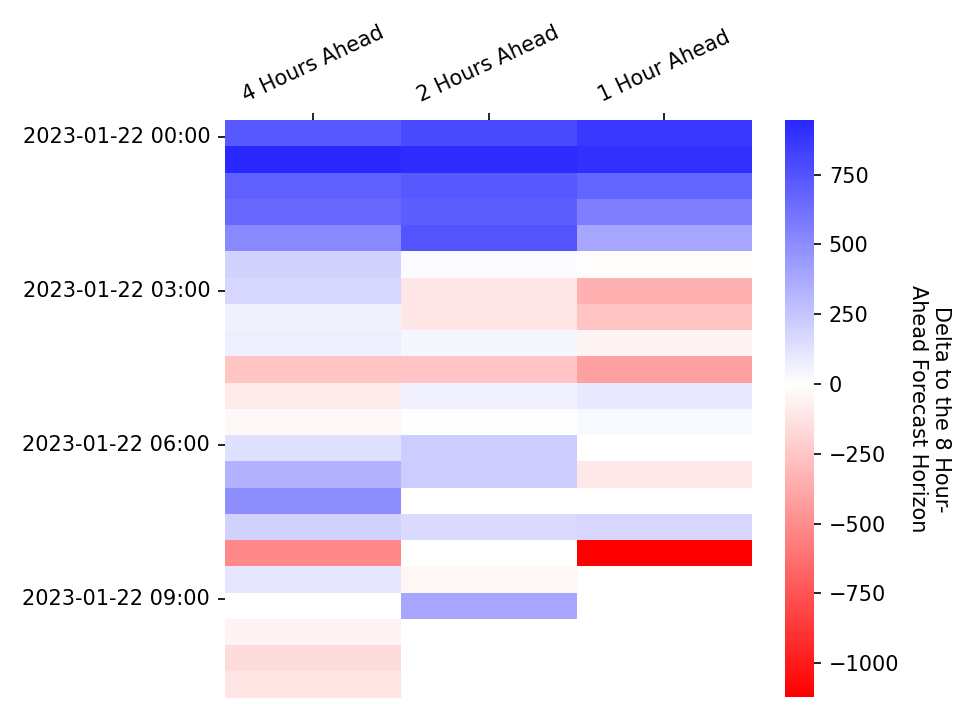 4 Hours Ahead
2 Hours Ahead
1 Hour Ahead
2023-01-22 00:00
2023-01-22 03:00
2023-01-22 06:00
2023-01-22 09:00
750
500
250
0
−250
−500
−750
−1000
Delta to the 8 Hour-
Ahead Forecast Horizon